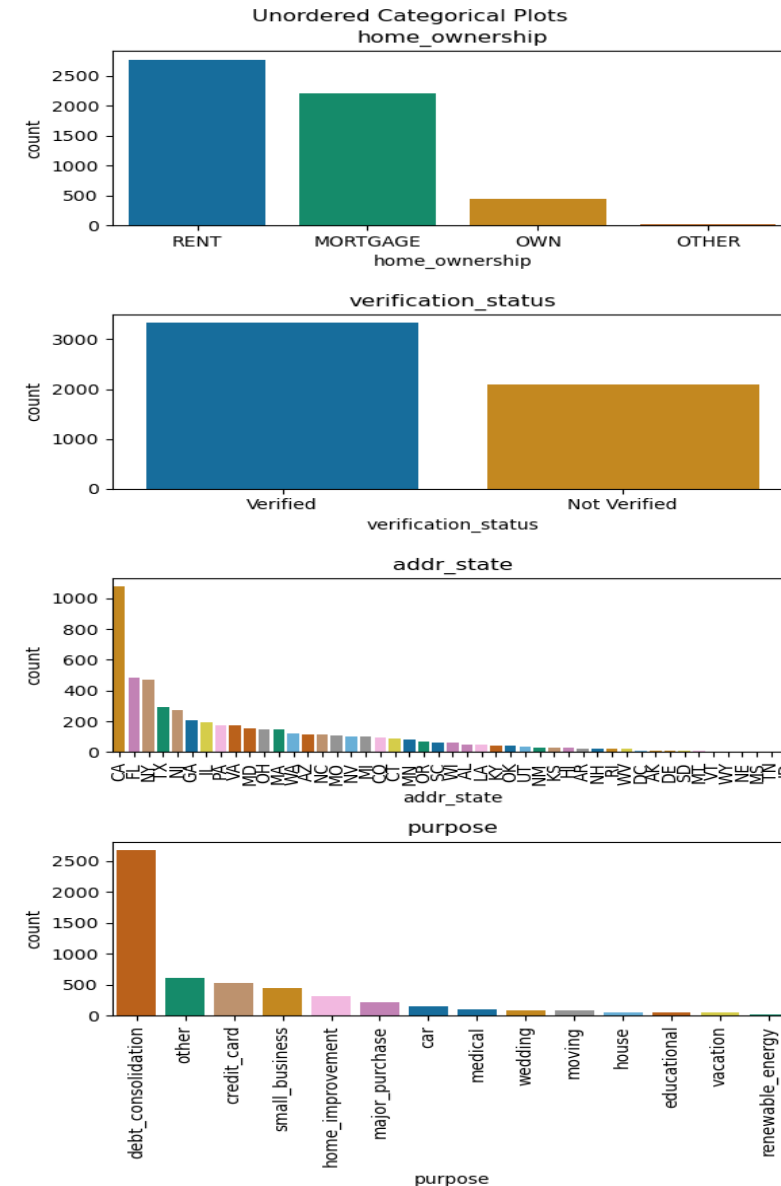 Unordered Categorical Plots
home_ownership
2500
2000
1500
1000
500
0
count
RENT MORTGAGE OWN OTHER
home_ownership
verification_status
3000
2000
1000
0
count
Verified Not Verified
verification_status
addr_state
1000
800
600
400
200
0
count
CA FL NY TX NJ GA IL PA VA MD OH MA WA AZ NC MO NV MI CO CT MN OR SC WI AL LA KY OK UT NM KS HI AR NH RI WV DC AK DE SD MT VT WY NE MS TN
addr_state
purpose
2500
2000
1500
1000
500
0
count
debt_consolidation other credit_card small_business home_improvement major_purchase car medical wedding moving house educational vacation renewable_energy
purpose